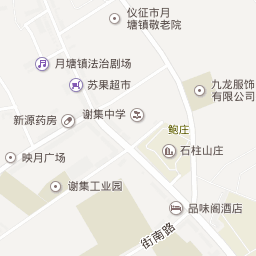 仪征市月
塘镇敬老院
月塘镇法治剧场
苏果超市
九龙服饰
有限公司
新源药房
谢集中学
鲍庄
石柱山庄
映月广场
谢集工业园
品味阁酒店
街南路